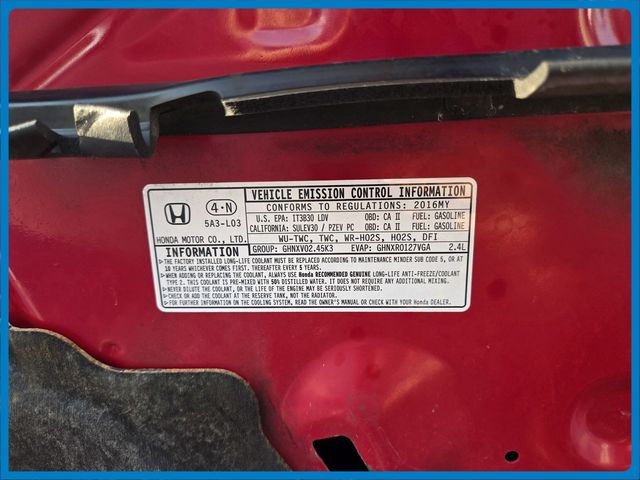 VEHICLE EMISSION CONTROL INFORMATION
CONFORMS TO REGULATIONS: 2016MY
4-N
5A3-L03
U.S. EPA: IT3B30 LDV OBD: CA II FUEL: GASOLINE
CALIFORNIA: SULEV30 / PZEV PC OBD: CA II FUEL: GASOLINE
HONDA MOTOR CO., LTD.
WU-TWC, TWC, WR-HO2S, HO2S, DFI
INFORMATION
GROUP: GHNXV02.45K3 EVAP: GHNXR0127VGA 2.4L
▶THE FACTORY INSTALLED LONG-LIFE COOLANT MUST BE REPLACED ACCORDING TO MAINTENANCE MINDER SUB CODE 5, OR AT
10 YEARS WHICHEVER COMES FIRST. THEREAFTER EVERY 5 YEARS.
▶WHEN ADDING OR REPLACING THE COOLANT, ALWAYS USE Honda RECOMMENDED GENUINE LONG-LIFE ANTI-FREEZE/COOLANT
TYPE 2. THIS COOLANT IS PRE-MIXED WITH 50% DISTILLED WATER. IT DOES NOT REQUIRE ANY ADDITIONAL MIXING.
▶NEVER DILUTE THE COOLANT, OR THE LIFE OF THE ENGINE MAY BE SERIOUSLY REDUCED.
▶CHECK OR ADD COOLANT AT THE RESERVE TANK, NOT THE RADIATOR.
▶FOR FURTHER INFORMATION ON THE COOLING SYSTEM, READ THE OWNER'S MANUAL OR CHECK WITH YOUR Honda DEALER.